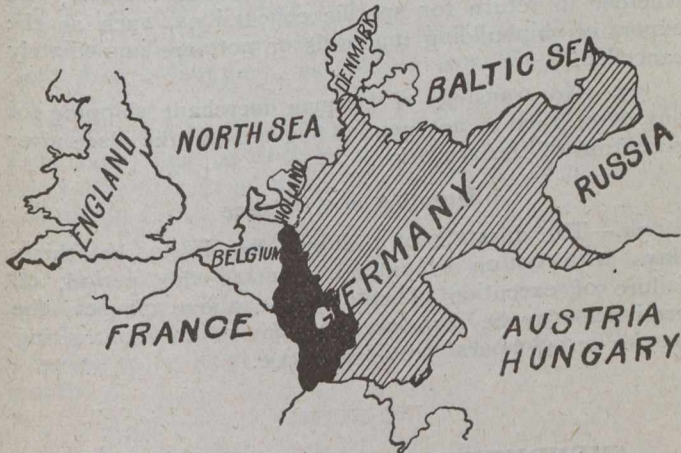 DENMARK
BALTIC SEA
NORTH SEA
ENGLAND
HOLLAND
RUSSIA
BELGIUM
GERMANY
FRANCE
AUSTRIA
HUNGARY